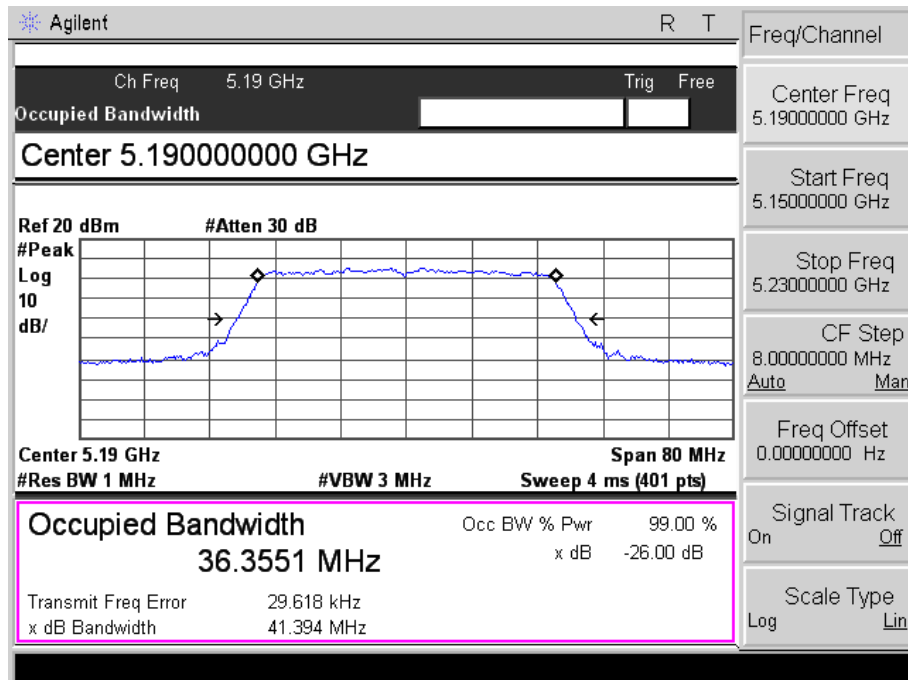 Agilent R T
Ch Freq 5.19 GHz Trig Free
Occupied Bandwidth
Center 5.190000000 GHz
Ref 20 dBm #Atten 30 dB
#Peak
Log
10
dB/
Center 5.19 GHz Span 80 MHz
#Res BW 1 MHz #VBW 3 MHz Sweep 4 ms (401 pts)
Occupied Bandwidth Occ BW % Pwr 99.00 %
36.3551 MHz x dB -26.00 dB
Transmit Freq Error 29.618 kHz
x dB Bandwidth 41.394 MHz
Freq/Channel
Center Freq
5.19000000 GHz
Start Freq
5.15000000 GHz
Stop Freq
5.23000000 GHz
CF Step
8.00000000 MHz
Auto Man
Freq Offset
0.00000000 Hz
Signal Track
On Off
Scale Type
Log Lin